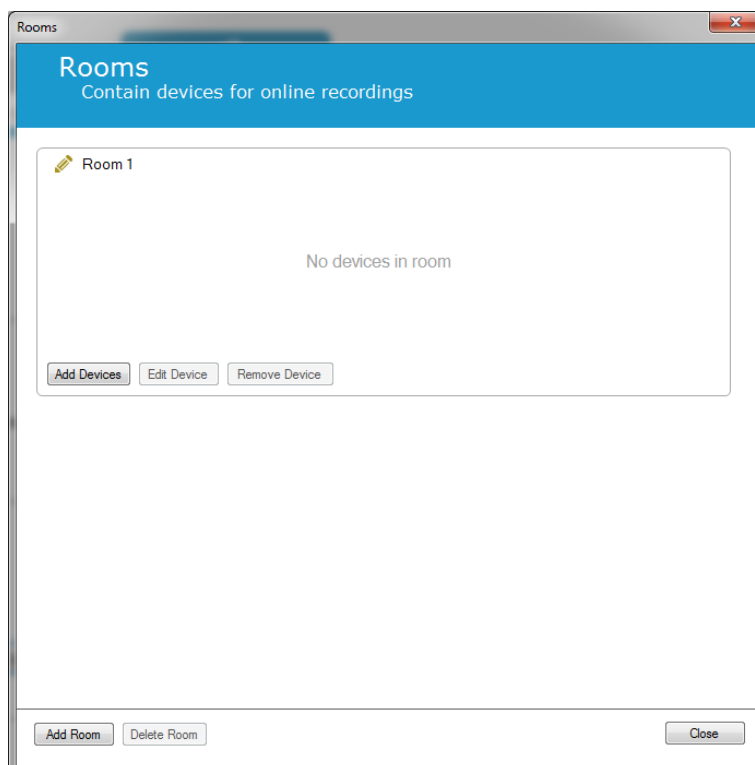 Rooms
Rooms
Contain devices for online recordings
Room 1
No devices in room
Add Devices Edit Device Remove Device
Add Room Delete Room Close